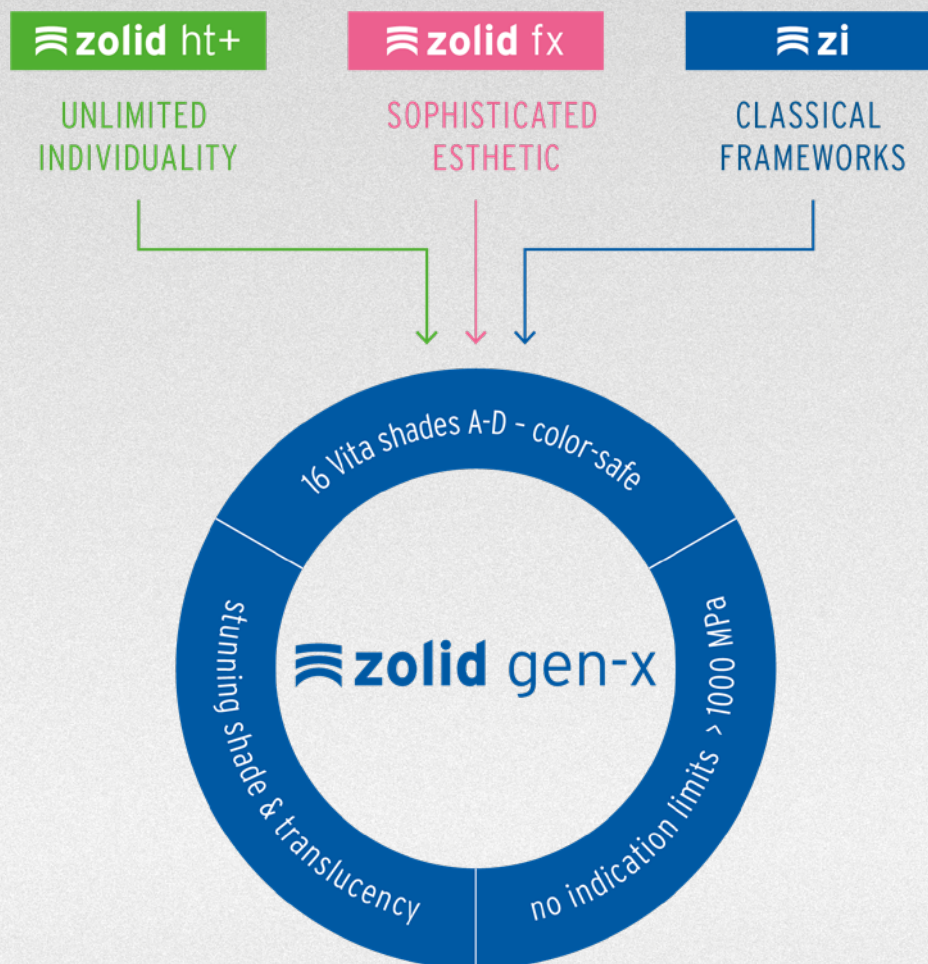 zolid ht+
zolid fx
zi
UNLIMITED
INDIVIDUALITY
SOPHISTICATED
ESTHETIC
CLASSICAL
FRAMEWORKS
16 Vita shades A-D – color-safe
stunning shade & translucency
zolid gen-x
no indication limits > 1000 MPa